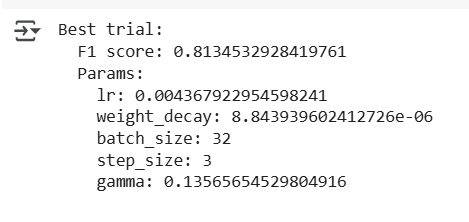 Best trial:
F1 score: 0.8134532928419761
Params:
lr: 0.004367922954598241
weight_decay: 8.843939602412726e-06
batch_size: 32
step_size: 3
gamma: 0.13565654529804916